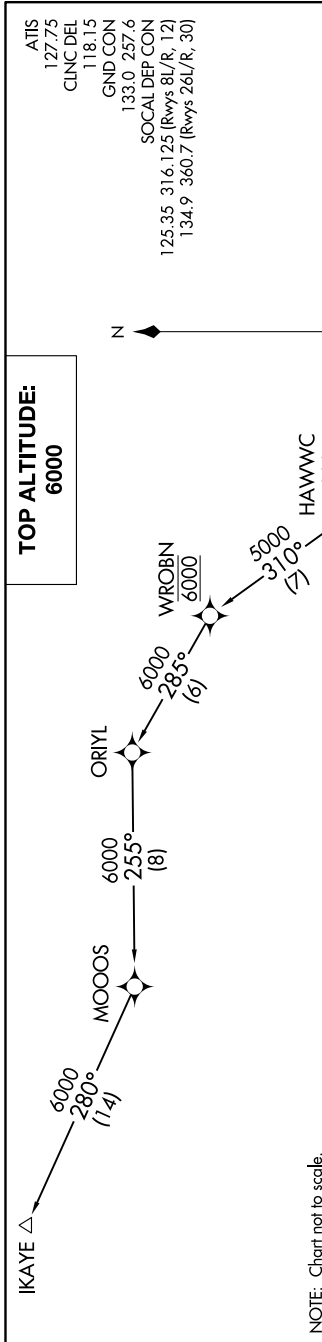 ATIS
127.75
CLNC DEL
118.15
GND CON
133.0 257.6
SOCAL DEP CON
125.35 316.125 (Rwys 8L/R, 12)
134.9 360.7 (Rwys 26L/R, 30)
TOP ALTITUDE:
6000
N
HAWWC
5000
310°
(7)
WROBN
6000
6000
285°
(6)
ORIYL
6000
255°
(8)
MOOOS
6000
280°
(14)
IKAYE
NOTE: Chart not to scale.